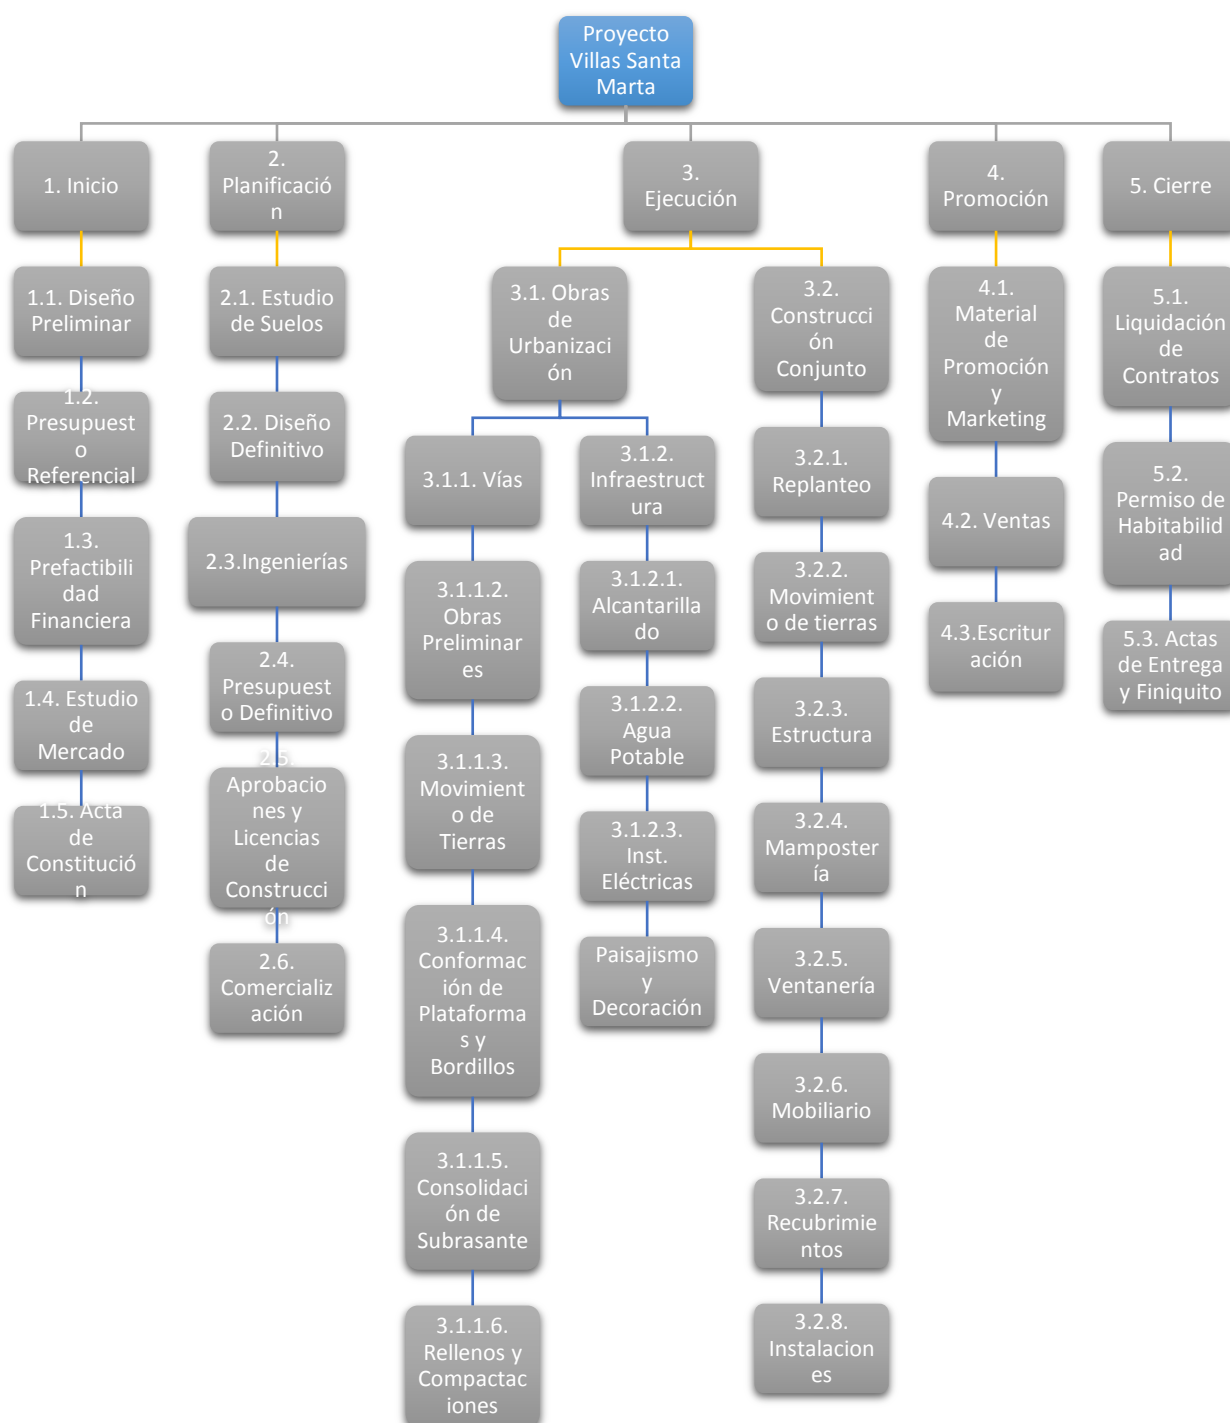 Proyecto
Villas Santa
Marta
1. Inicio
1.1. Diseño
Preliminar
1.2.
Presupuest
o
Referencial
1.3.
Prefactibili
dad
Financiera
1.4. Estudio
de
Mercado
1.5. Acta
de
Constitució
n
2.
Planificació
n
2.1. Estudio
de Suelos
2.2. Diseño
Definitivo
2.3.Ingenierías
2.4.
Presupuest
o Definitivo
2.5.
Aprobacio
nes y
Licencias
de
Construcci
ón
2.6.
Comercializ
ación
3.
Ejecución
3.1. Obras
de
Urbanizaci
ón
3.1.1. Vías
3.1.1.2.
Obras
Preliminar
es
3.1.1.3.
Movimient
o de
Tierras
3.1.1.4.
Conformac
ión de
Plataforma
s y
Bordillos
3.1.1.5.
Consolidaci
ón de
Subrasante
3.1.1.6.
Rellenos y
Compactac
iones
3.1.2.
Infraestruct
ura
3.1.2.1.
Alcantarilla
do
3.1.2.2.
Agua
Potable
3.1.2.3.
Inst.
Eléctricas
Paisajismo
y
Decoración
3.2.
Construcci
ón
Conjunto
3.2.1.
Replanteo
3.2.2.
Movimient
o de tierras
3.2.3.
Estructura
3.2.4.
Mamposter
ía
3.2.5.
Ventanería
3.2.6.
Mobiliario
3.2.7.
Recubrimie
ntos
3.2.8.
Instalacion
es
4.
Promoción
4.1.
Material
de
Promoción
y
Marketing
4.2. Ventas
4.3.Escritur
ación
5. Cierre
5.1.
Liquidación
de
Contratos
5.2.
Permiso de
Habitabilid
ad
5.3. Actas
de Entrega
y Finiquito